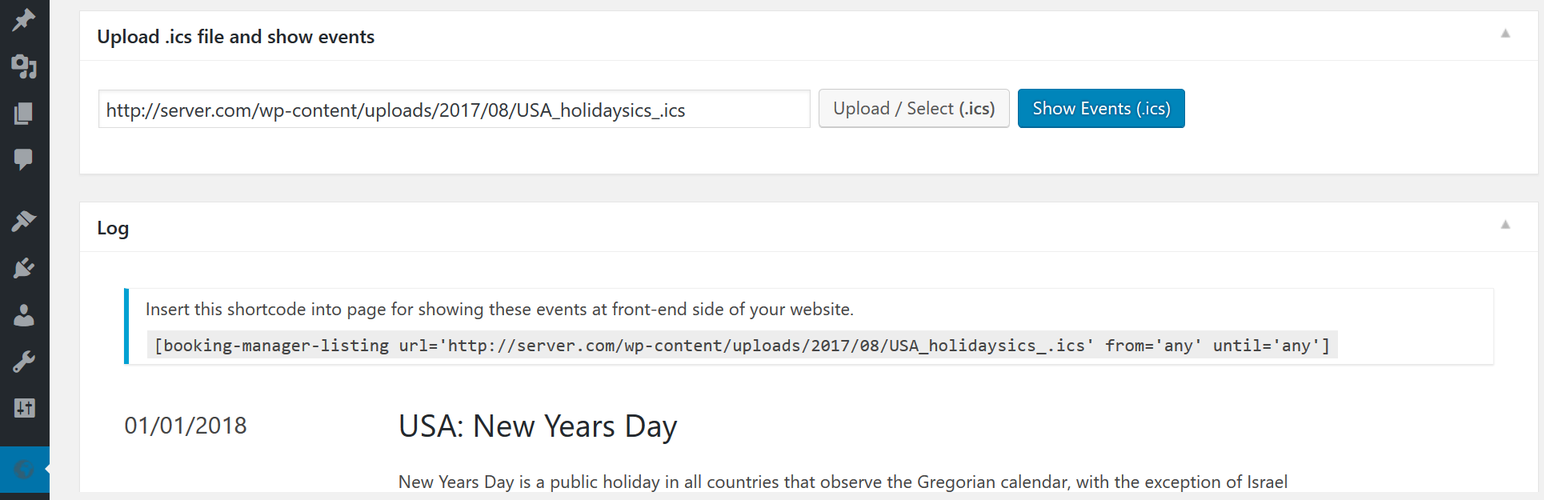 Upload .ics file and show events
http://server.com/wp-content/uploads/2017/08/USA_holidaysics_.ics
Upload / Select (.ics)
Show Events (.ics)
Log
Insert this shortcode into page for showing these events at front-end side of your website.
[booking-manager-listing url='http://server.com/wp-content/uploads/2017/08/USA_holidaysics_.ics' from='any' until='any']
01/01/2018
USA: New Years Day
New Years Day is a public holiday in all countries that observe the Gregorian calendar, with the exception of Israel